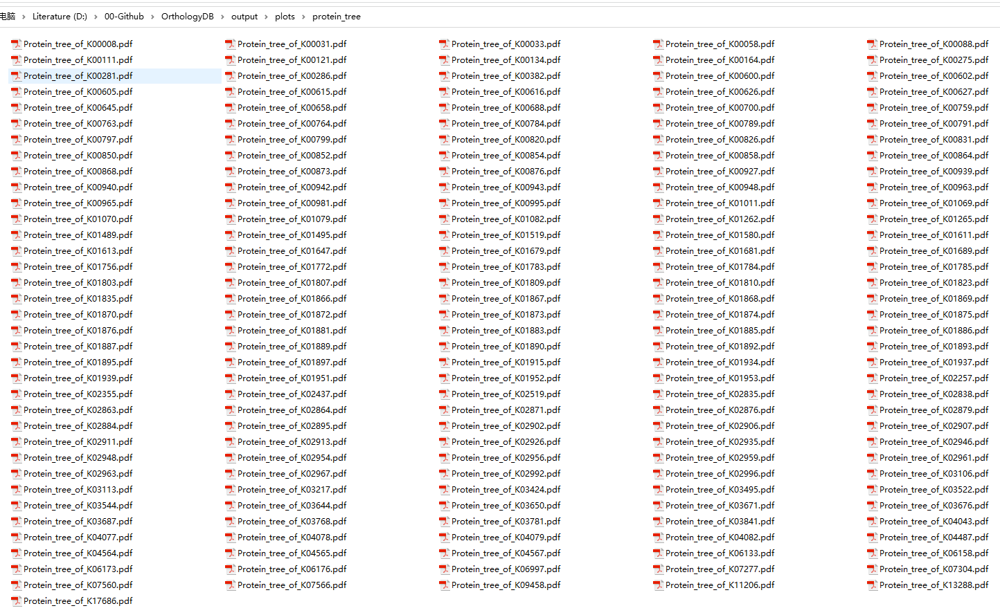 电脑 › Literature (D:) › 00-Github › OrthologyDB › output › plots › protein_tree
Protein_tree_of_K00008.pdf Protein_tree_of_K00031.pdf Protein_tree_of_K00033.pdf Protein_tree_of_K00058.pdf Protein_tree_of_K00088.pdf
Protein_tree_of_K00111.pdf Protein_tree_of_K00121.pdf Protein_tree_of_K00134.pdf Protein_tree_of_K00164.pdf Protein_tree_of_K00275.pdf
Protein_tree_of_K00281.pdf Protein_tree_of_K00286.pdf Protein_tree_of_K00382.pdf Protein_tree_of_K00600.pdf Protein_tree_of_K00602.pdf
Protein_tree_of_K00605.pdf Protein_tree_of_K00615.pdf Protein_tree_of_K00616.pdf Protein_tree_of_K00626.pdf Protein_tree_of_K00627.pdf
Protein_tree_of_K00645.pdf Protein_tree_of_K00658.pdf Protein_tree_of_K00688.pdf Protein_tree_of_K00700.pdf Protein_tree_of_K00759.pdf
Protein_tree_of_K00763.pdf Protein_tree_of_K00764.pdf Protein_tree_of_K00784.pdf Protein_tree_of_K00789.pdf Protein_tree_of_K00791.pdf
Protein_tree_of_K00797.pdf Protein_tree_of_K00799.pdf Protein_tree_of_K00820.pdf Protein_tree_of_K00826.pdf Protein_tree_of_K00831.pdf
Protein_tree_of_K00850.pdf Protein_tree_of_K00852.pdf Protein_tree_of_K00854.pdf Protein_tree_of_K00858.pdf Protein_tree_of_K00864.pdf
Protein_tree_of_K00868.pdf Protein_tree_of_K00873.pdf Protein_tree_of_K00876.pdf Protein_tree_of_K00927.pdf Protein_tree_of_K00939.pdf
Protein_tree_of_K00940.pdf Protein_tree_of_K00942.pdf Protein_tree_of_K00943.pdf Protein_tree_of_K00948.pdf Protein_tree_of_K00963.pdf
Protein_tree_of_K00965.pdf Protein_tree_of_K00981.pdf Protein_tree_of_K00995.pdf Protein_tree_of_K01011.pdf Protein_tree_of_K01069.pdf
Protein_tree_of_K01070.pdf Protein_tree_of_K01079.pdf Protein_tree_of_K01082.pdf Protein_tree_of_K01262.pdf Protein_tree_of_K01265.pdf
Protein_tree_of_K01489.pdf Protein_tree_of_K01495.pdf Protein_tree_of_K01519.pdf Protein_tree_of_K01580.pdf Protein_tree_of_K01611.pdf
Protein_tree_of_K01613.pdf Protein_tree_of_K01647.pdf Protein_tree_of_K01679.pdf Protein_tree_of_K01681.pdf Protein_tree_of_K01689.pdf
Protein_tree_of_K01756.pdf Protein_tree_of_K01772.pdf Protein_tree_of_K01783.pdf Protein_tree_of_K01784.pdf Protein_tree_of_K01785.pdf
Protein_tree_of_K01803.pdf Protein_tree_of_K01807.pdf Protein_tree_of_K01809.pdf Protein_tree_of_K01810.pdf Protein_tree_of_K01823.pdf
Protein_tree_of_K01835.pdf Protein_tree_of_K01866.pdf Protein_tree_of_K01867.pdf Protein_tree_of_K01868.pdf Protein_tree_of_K01869.pdf
Protein_tree_of_K01870.pdf Protein_tree_of_K01872.pdf Protein_tree_of_K01873.pdf Protein_tree_of_K01874.pdf Protein_tree_of_K01875.pdf
Protein_tree_of_K01876.pdf Protein_tree_of_K01881.pdf Protein_tree_of_K01883.pdf Protein_tree_of_K01885.pdf Protein_tree_of_K01886.pdf
Protein_tree_of_K01887.pdf Protein_tree_of_K01889.pdf Protein_tree_of_K01890.pdf Protein_tree_of_K01892.pdf Protein_tree_of_K01893.pdf
Protein_tree_of_K01895.pdf Protein_tree_of_K01897.pdf Protein_tree_of_K01915.pdf Protein_tree_of_K01934.pdf Protein_tree_of_K01937.pdf
Protein_tree_of_K01939.pdf Protein_tree_of_K01951.pdf Protein_tree_of_K01952.pdf Protein_tree_of_K01953.pdf Protein_tree_of_K02257.pdf
Protein_tree_of_K02355.pdf Protein_tree_of_K02437.pdf Protein_tree_of_K02519.pdf Protein_tree_of_K02835.pdf Protein_tree_of_K02838.pdf
Protein_tree_of_K02863.pdf Protein_tree_of_K02864.pdf Protein_tree_of_K02871.pdf Protein_tree_of_K02876.pdf Protein_tree_of_K02879.pdf
Protein_tree_of_K02884.pdf Protein_tree_of_K02895.pdf Protein_tree_of_K02902.pdf Protein_tree_of_K02906.pdf Protein_tree_of_K02907.pdf
Protein_tree_of_K02911.pdf Protein_tree_of_K02913.pdf Protein_tree_of_K02926.pdf Protein_tree_of_K02935.pdf Protein_tree_of_K02946.pdf
Protein_tree_of_K02948.pdf Protein_tree_of_K02954.pdf Protein_tree_of_K02956.pdf Protein_tree_of_K02959.pdf Protein_tree_of_K02961.pdf
Protein_tree_of_K02963.pdf Protein_tree_of_K02967.pdf Protein_tree_of_K02992.pdf Protein_tree_of_K02996.pdf Protein_tree_of_K03106.pdf
Protein_tree_of_K03113.pdf Protein_tree_of_K03217.pdf Protein_tree_of_K03424.pdf Protein_tree_of_K03495.pdf Protein_tree_of_K03522.pdf
Protein_tree_of_K03544.pdf Protein_tree_of_K03644.pdf Protein_tree_of_K03650.pdf Protein_tree_of_K03671.pdf Protein_tree_of_K03676.pdf
Protein_tree_of_K03687.pdf Protein_tree_of_K03768.pdf Protein_tree_of_K03781.pdf Protein_tree_of_K03841.pdf Protein_tree_of_K04043.pdf
Protein_tree_of_K04077.pdf Protein_tree_of_K04078.pdf Protein_tree_of_K04079.pdf Protein_tree_of_K04082.pdf Protein_tree_of_K04487.pdf
Protein_tree_of_K04564.pdf Protein_tree_of_K04565.pdf Protein_tree_of_K04567.pdf Protein_tree_of_K06133.pdf Protein_tree_of_K06158.pdf
Protein_tree_of_K06173.pdf Protein_tree_of_K06176.pdf Protein_tree_of_K06997.pdf Protein_tree_of_K07277.pdf Protein_tree_of_K07304.pdf
Protein_tree_of_K07560.pdf Protein_tree_of_K07566.pdf Protein_tree_of_K09458.pdf Protein_tree_of_K11206.pdf Protein_tree_of_K13288.pdf
Protein_tree_of_K17686.pdf